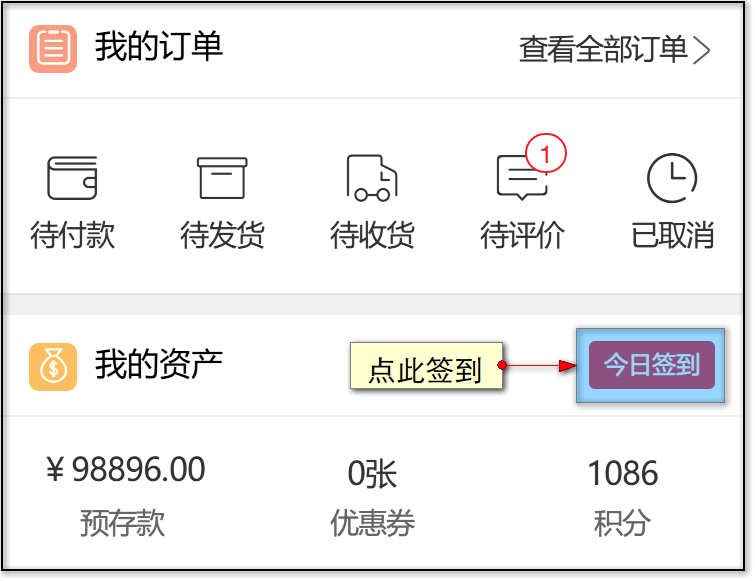 我的订单 查看全部订单
1
待付款 待发货 待收货 待评价 已取消
我的资产 点此签到 今日签到
￥98896.00 0张 1086
预存款 优惠券 积分